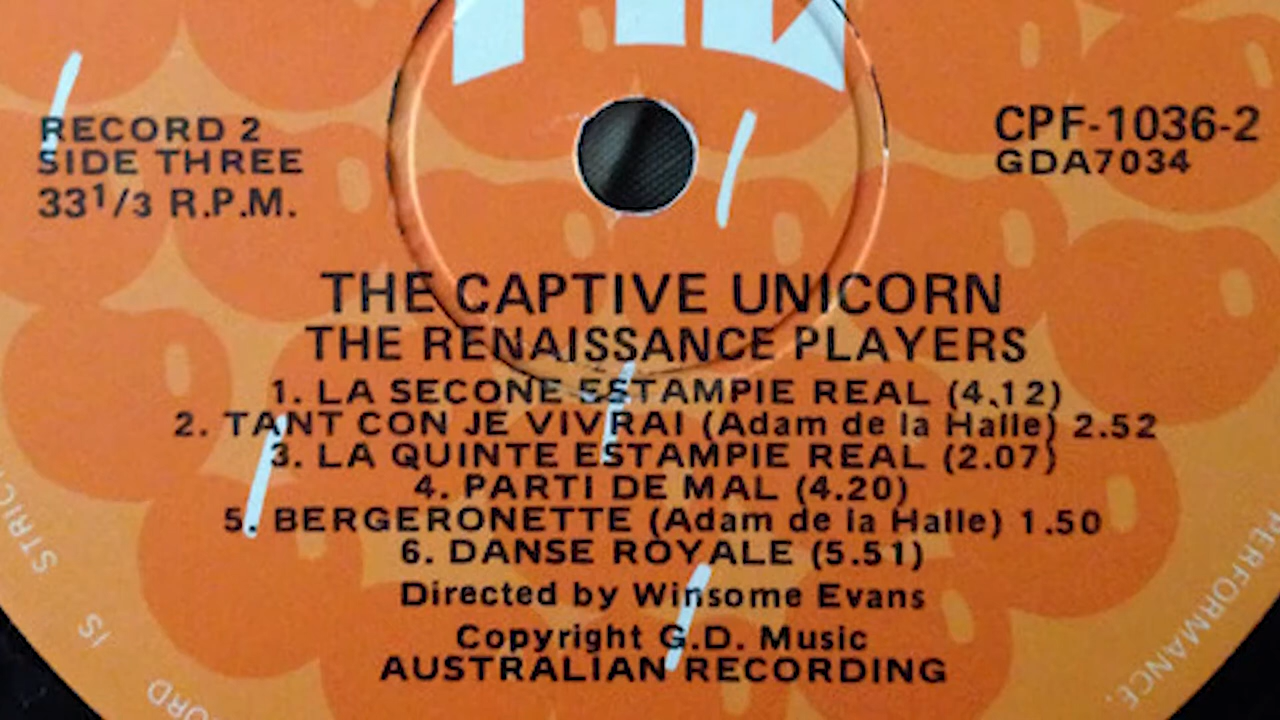 RECORD 2
SIDE THREE
33 1/3 R.P.M.
CPF-1036-2
GDA7034
THE CAPTIVE UNICORN
THE RENAISSANCE PLAYERS
1. LA SECONE ESTAMPIE REAL (4.12)
2. TANT CON JE VIVRAI (Adam de la Halle) 2.52
3. LA QUINTE ESTAMPIE REAL (2.07)
4. PARTI DE MAL (4.20)
5. BERGERONETTE (Adam de la Halle) 1.50
6. DANSE ROYALE (5.51)
Directed by Winsome Evans
Copyright G.D. Music
AUSTRALIAN RECORDING
PERFORMANCE.
IS